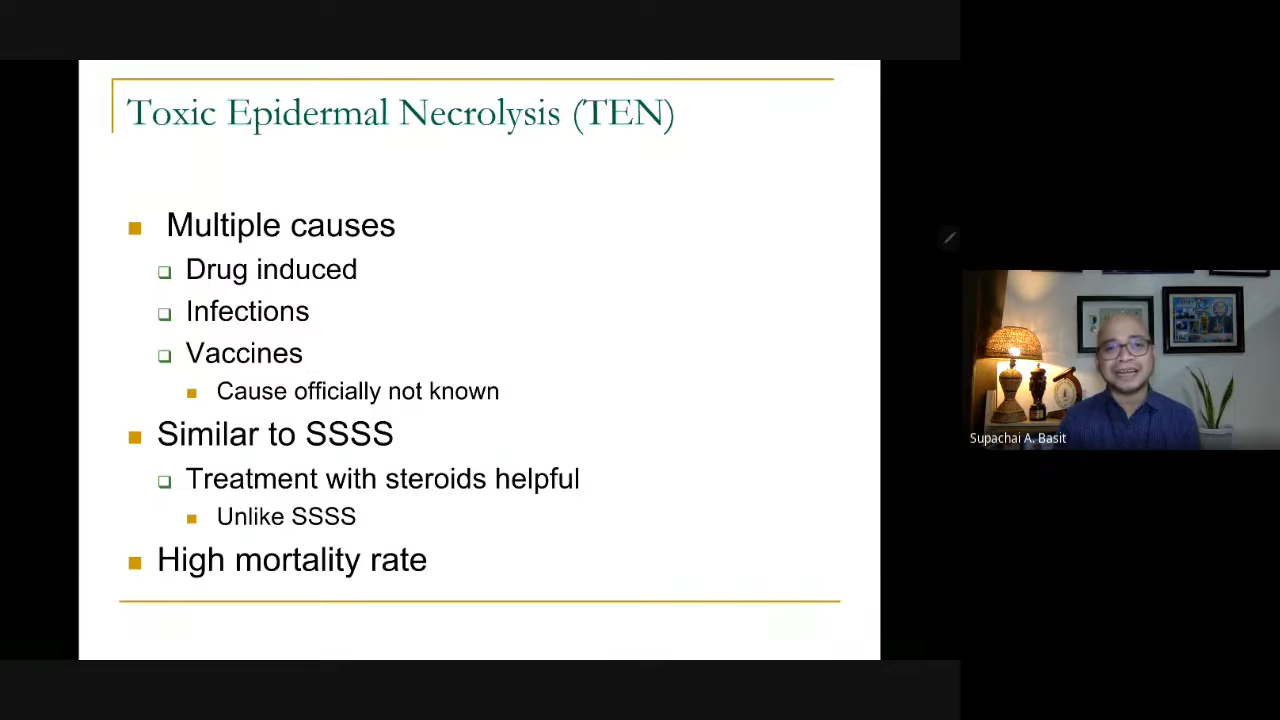 Toxic Epidermal Necrolysis (TEN)
Multiple causes
Drug induced
Infections
Vaccines
Cause officially not known
Similar to SSSS
Treatment with steroids helpful
Unlike SSSS
High mortality rate
Supachai A. Basit